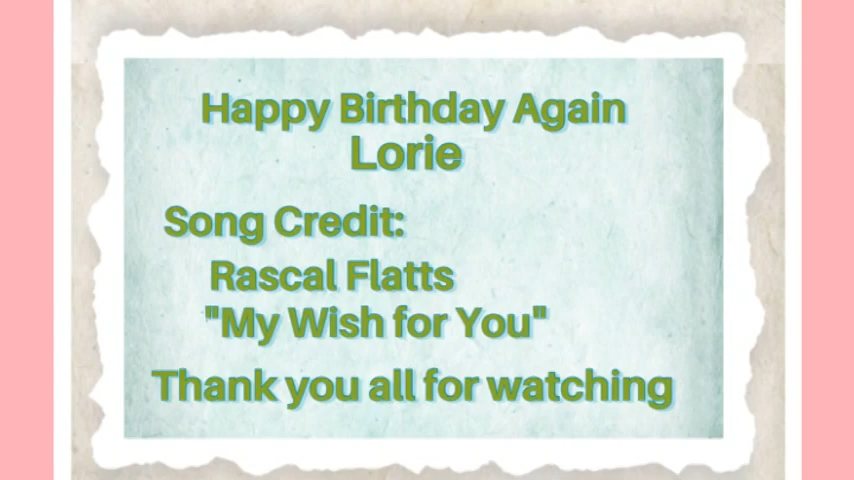 Happy Birthday Again
Lorie
Song Credit:
Rascal Flatts
"My Wish for You"
Thank you all for watching